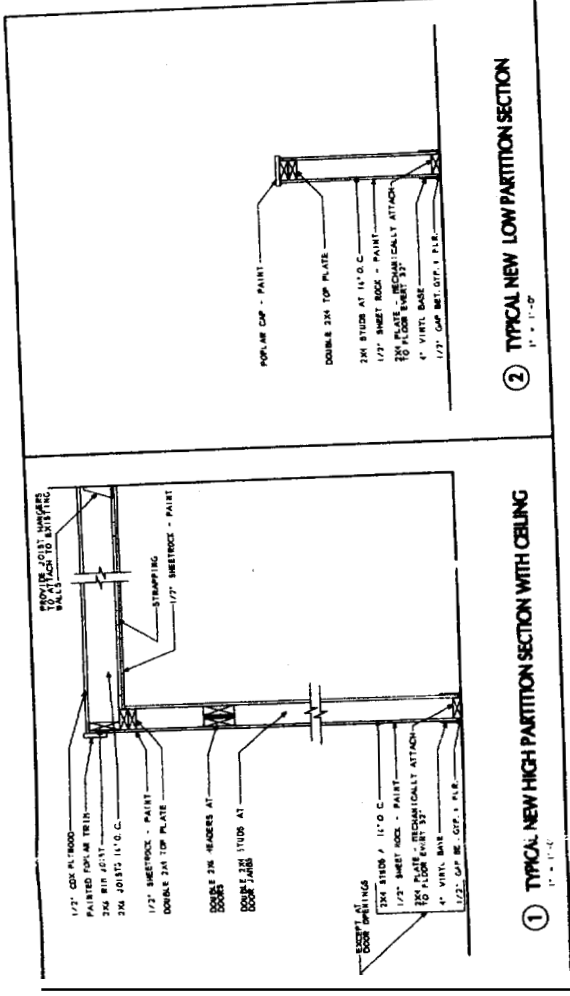 PROVIDE JOIST HANGERS
TO ATTACH TO EXISTING
WALLS
1/2" CDX PLYWOOD
PAINTED POPLAR TRIM
2X6 RIM JOIST
2X6 JOISTS 16" O.C.
STRAPPING
1/2" SHEETROCK - PAINT
1/2" SHEETROCK - PAINT
DOUBLE 2X4 TOP PLATE
DOUBLE 2X6 HEADERS AT
DOORS
DOUBLE 2X4 STUDS AT
DOOR JAMBS
EXCEPT AT
DOOR OPENINGS
2X4 STUDS 16" O.C.
1/2" SHEET ROCK - PAINT
2X4 PLATE - MECHANICALLY ATTACH
TO FLOOR EVERY 32"
4" VINYL BASE
1/2" GAP BE. GYP. & FLR.
1 TYPICAL NEW HIGH PARTITION SECTION WITH CEILING
1" = 1'-0"
POPLAR CAP - PAINT
DOUBLE 2X4 TOP PLATE
2X4 STUDS AT 16" O.C.
1/2" SHEET ROCK - PAINT
2X4 PLATE - MECHANICALLY ATTACH
TO FLOOR EVERY 32"
4" VINYL BASE
1/2" GAP BET. GYP. & FLR.
2 TYPICAL NEW LOW PARTITION SECTION
1" = 1'-0"